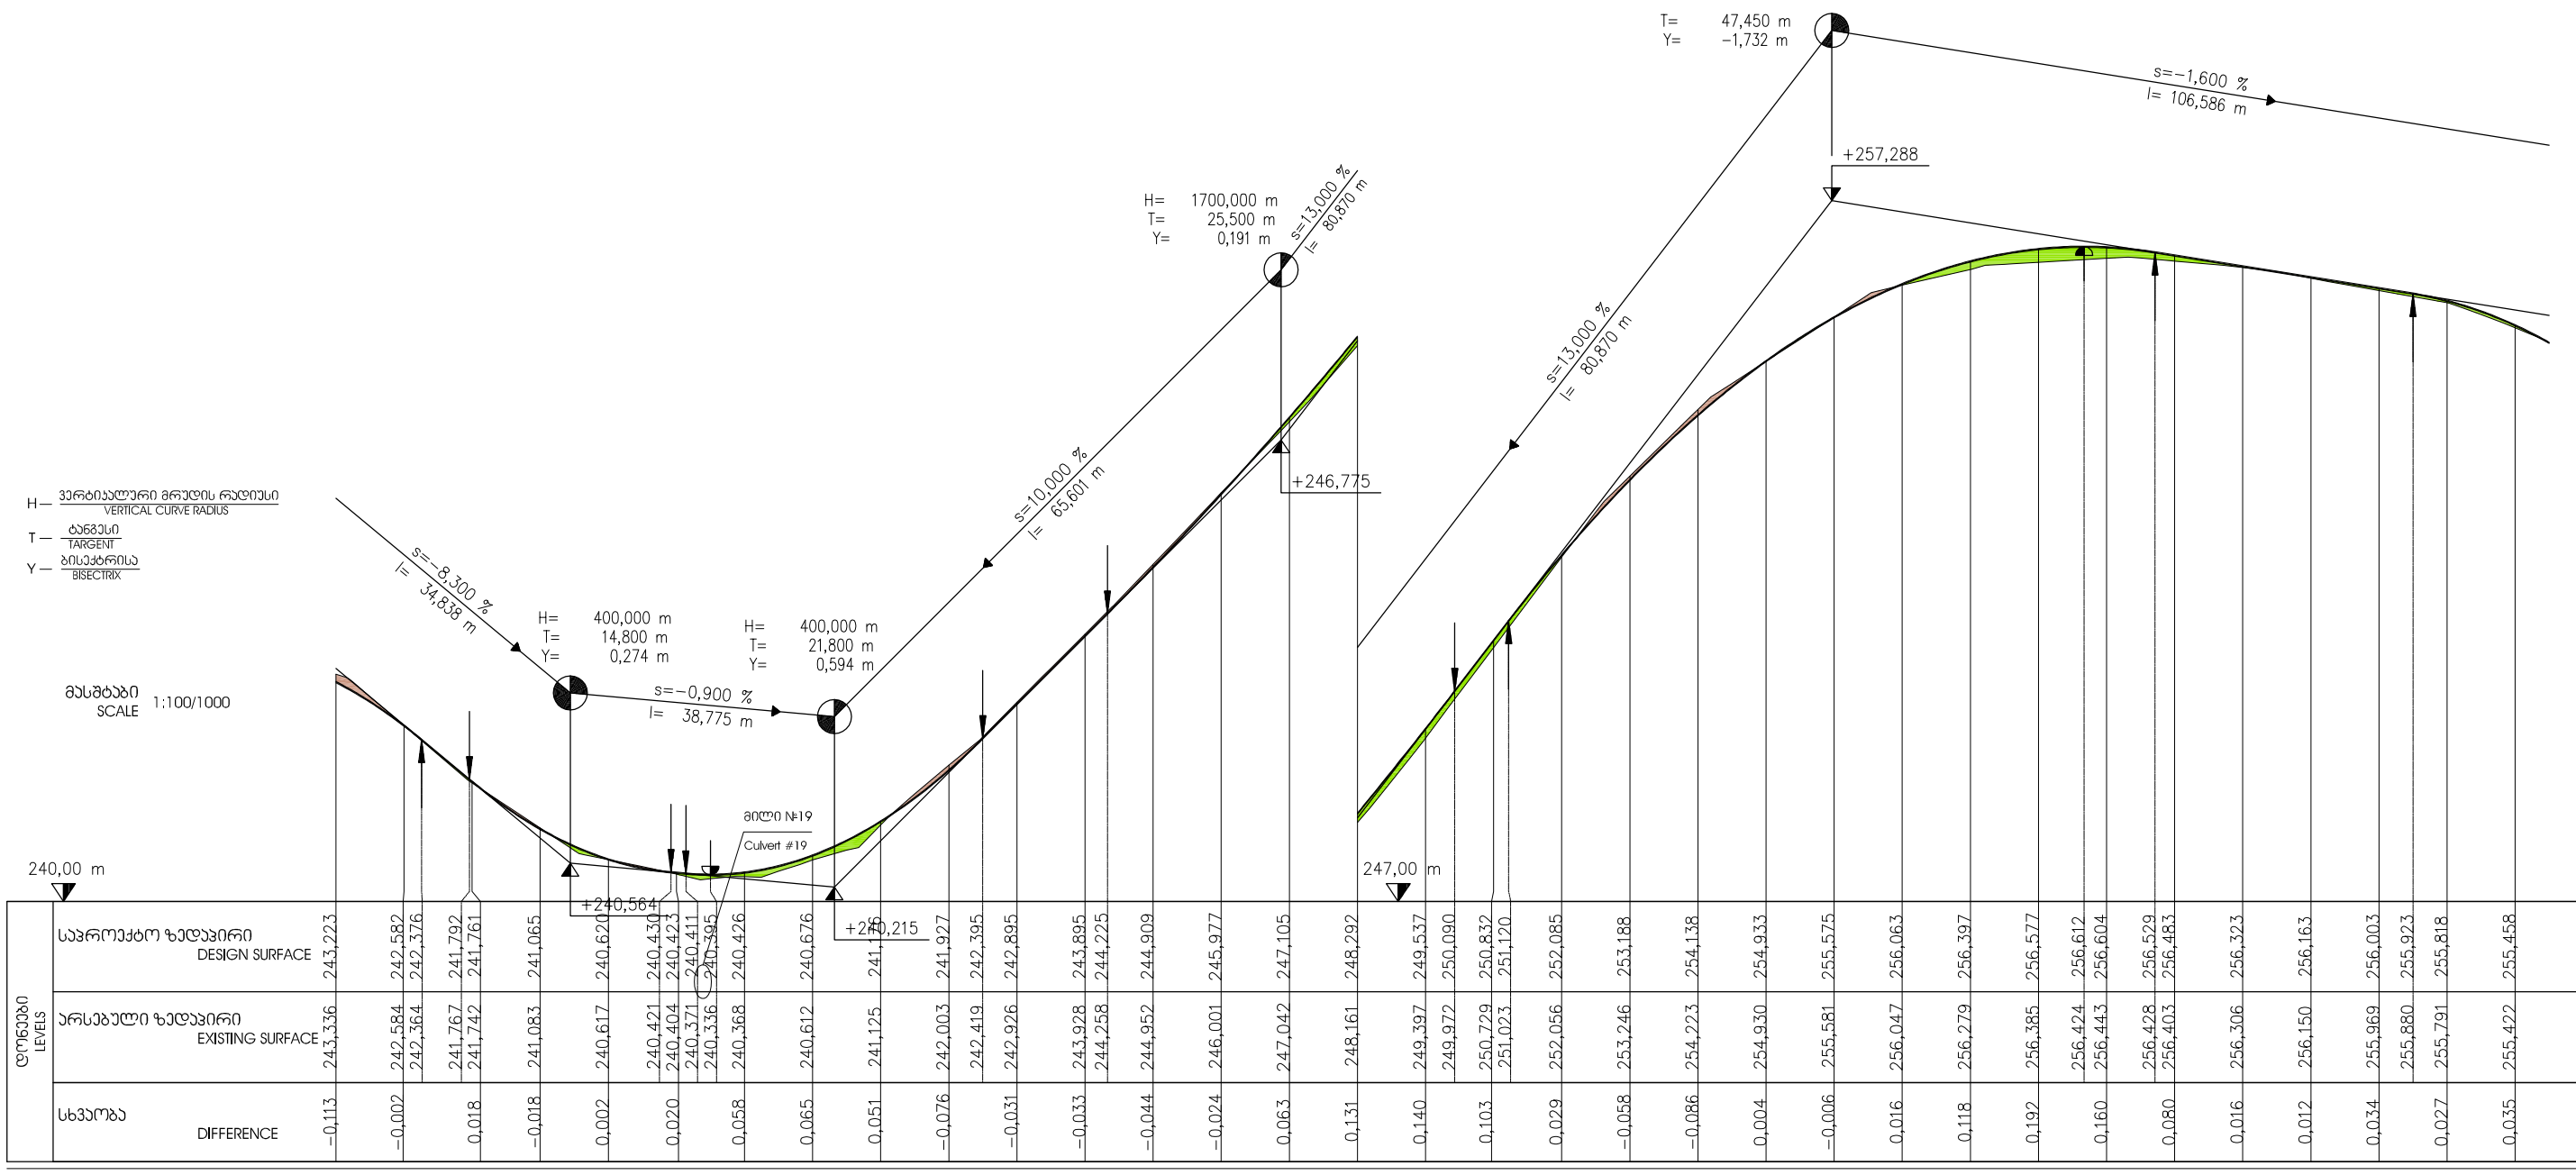 T= 47,450 m
Y= -1,732 m
s=-1,600 %
l= 106,586 m
+257,288
H= 1700,000 m
T= 25,500 m
Y= 0,191 m
s=13,000 %
l= 80,870 m
s=13,000 %
l= 80,870 m
s=10,000 %
l= 65,601 m
+246,775
H — ვერტიკალური მრუდის რადიუსი
VERTICAL CURVE RADIUS
T — ტანგესი
TARGENT
Y — ბისექტრისა
BISECTRIX
s=-8,300 %
l= 34,838 m
H= 400,000 m
T= 14,800 m
Y= 0,274 m
H= 400,000 m
T= 21,800 m
Y= 0,594 m
s=-0,900 %
l= 38,775 m
მასშტაბი
SCALE 1:100/1000
მილი №19
Culvert #19
240,00 m
247,00 m
+240,564
+240,215
დონეები
LEVELS
საპროექტო ზედაპირი
DESIGN SURFACE
243,223 242,582 242,376 241,792 241,761 241,065 240,620 240,430 240,423 240,411 240,395 240,426 240,676 241,176 241,927 242,395 242,895 243,895 244,225 244,909 245,977 247,105 248,292 249,537 250,090 250,832 251,120 252,085 253,188 254,138 254,933 255,575 256,063 256,397 256,577 256,612 256,604 256,529 256,483 256,323 256,163 256,003 255,923 255,818 255,458
არსებული ზედაპირი
EXISTING SURFACE
243,336 242,584 242,364 241,767 241,742 241,083 240,617 240,421 240,404 240,371 240,336 240,368 240,612 241,125 242,003 242,419 242,926 243,928 244,258 244,952 246,001 247,042 248,161 249,397 249,972 250,729 251,023 252,056 253,246 254,223 254,930 255,581 256,047 256,279 256,385 256,424 256,443 256,428 256,403 256,306 256,150 255,969 255,880 255,791 255,422
სხვაობა
DIFFERENCE
-0,113 -0,002 0,018 -0,018 0,002 0,020 0,058 0,065 0,051 -0,076 -0,031 -0,033 -0,044 -0,024 0,063 0,131 0,140 0,103 0,029 -0,058 -0,086 0,004 -0,006 0,016 0,118 0,192 0,160 0,080 0,016 0,012 0,034 0,027 0,035